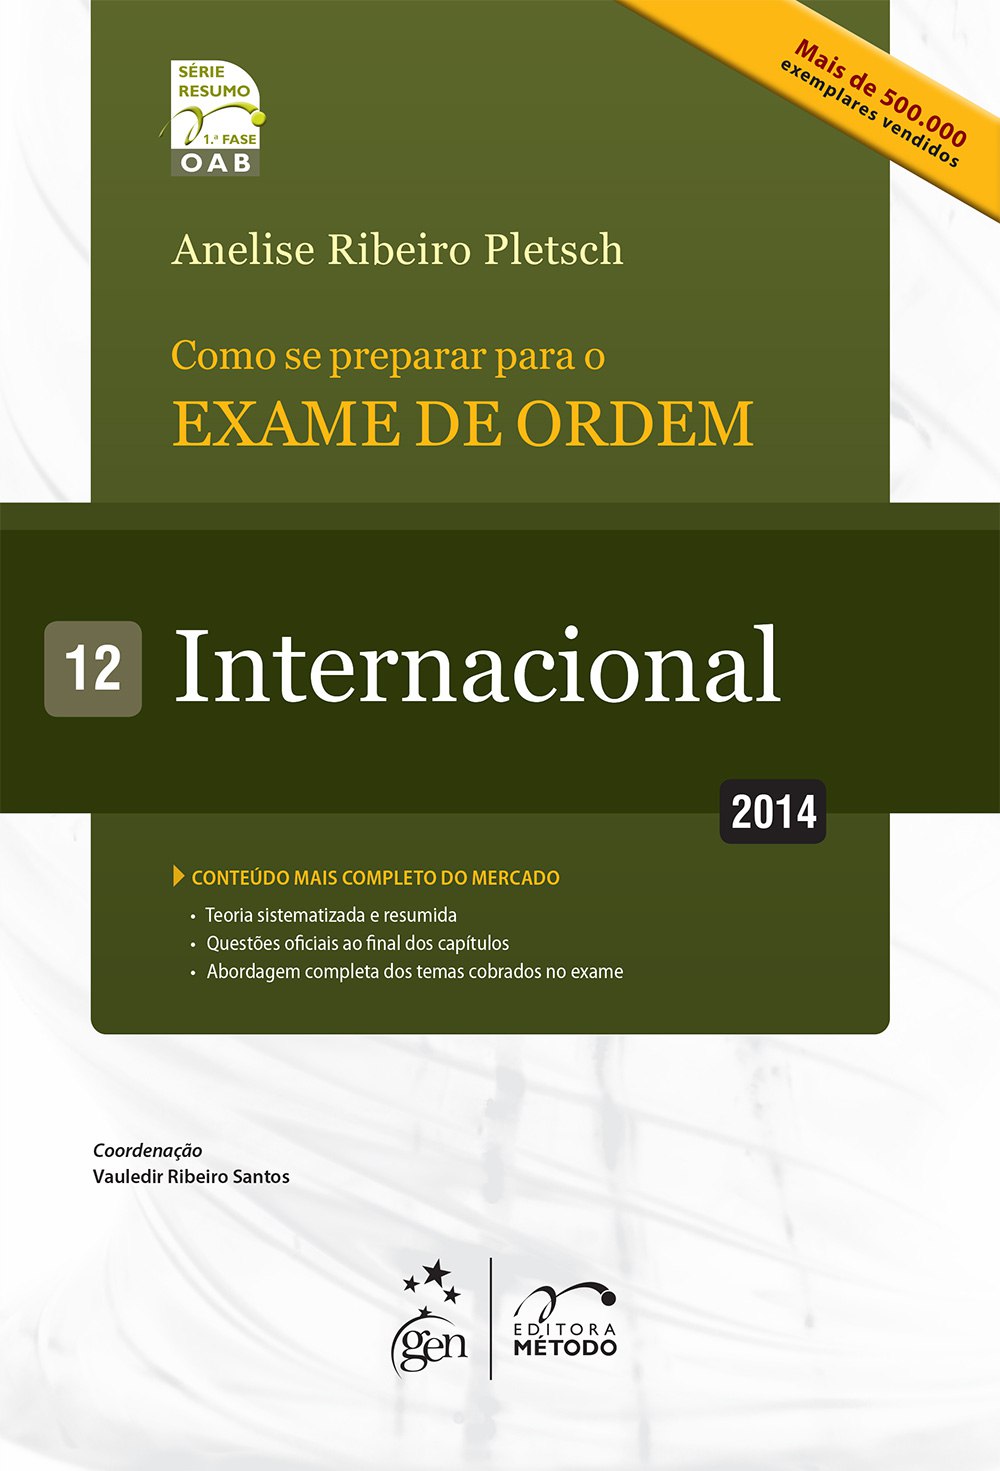 SÉRIE
RESUMO
1.ª FASE
OAB
Mais de 500.000
exemplares vendidos
Anelise Ribeiro Pletsch
Como se preparar para o
EXAME DE ORDEM
12
Internacional
2014
CONTEÚDO MAIS COMPLETO DO MERCADO
• Teoria sistematizada e resumida
• Questões oficiais ao final dos capítulos
• Abordagem completa dos temas cobrados no exame
Coordenação
Vauledir Ribeiro Santos
gen
EDITORA
MÉTODO